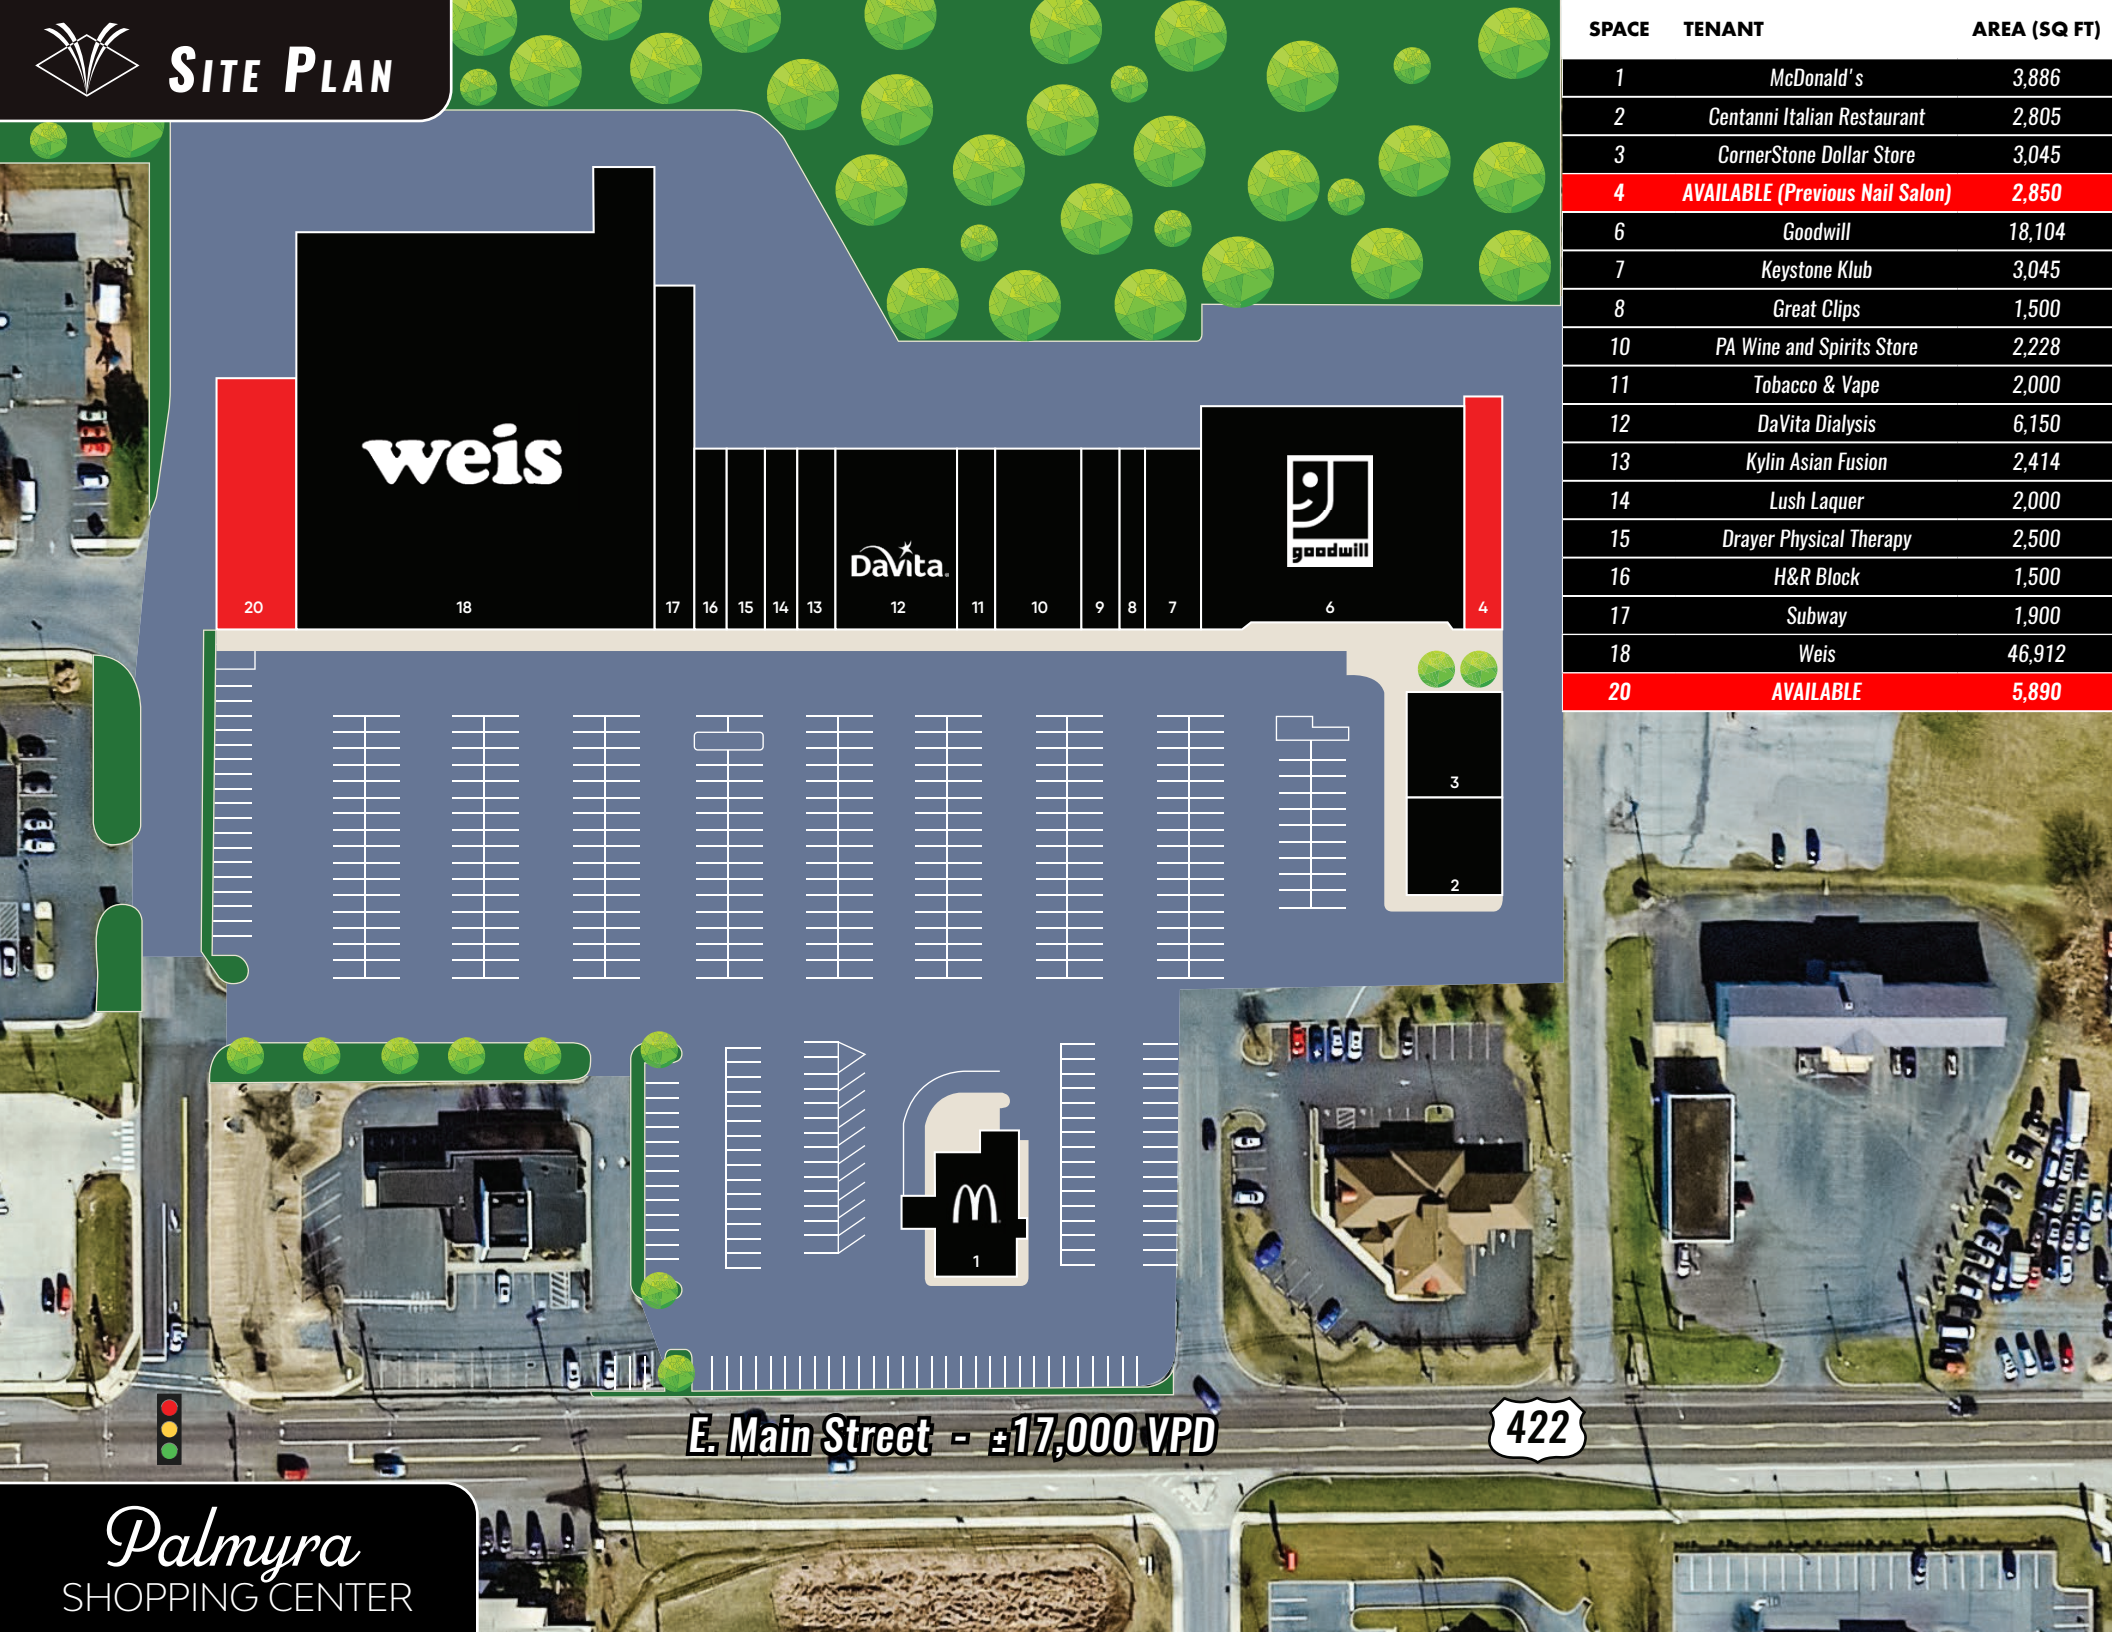 SITE PLAN
SPACE TENANT AREA (SQ FT)
1 McDonald's 3,886
2 Centanni Italian Restaurant 2,805
3 CornerStone Dollar Store 3,045
4 AVAILABLE (Previous Nail Salon) 2,850
6 Goodwill 18,104
7 Keystone Klub 3,045
8 Great Clips 1,500
10 PA Wine and Spirits Store 2,228
11 Tobacco & Vape 2,000
12 DaVita Dialysis 6,150
13 Kylin Asian Fusion 2,414
14 Lush Laquer 2,000
15 Drayer Physical Therapy 2,500
16 H&R Block 1,500
17 Subway 1,900
18 Weis 46,912
20 AVAILABLE 5,890
weis
DaVita.
goodwill
20 18 17 16 15 14 13 12 11 10 9 8 7 6 4
3
2
M
1
E. Main Street - ±17,000 VPD
422
Palmyra
SHOPPING CENTER